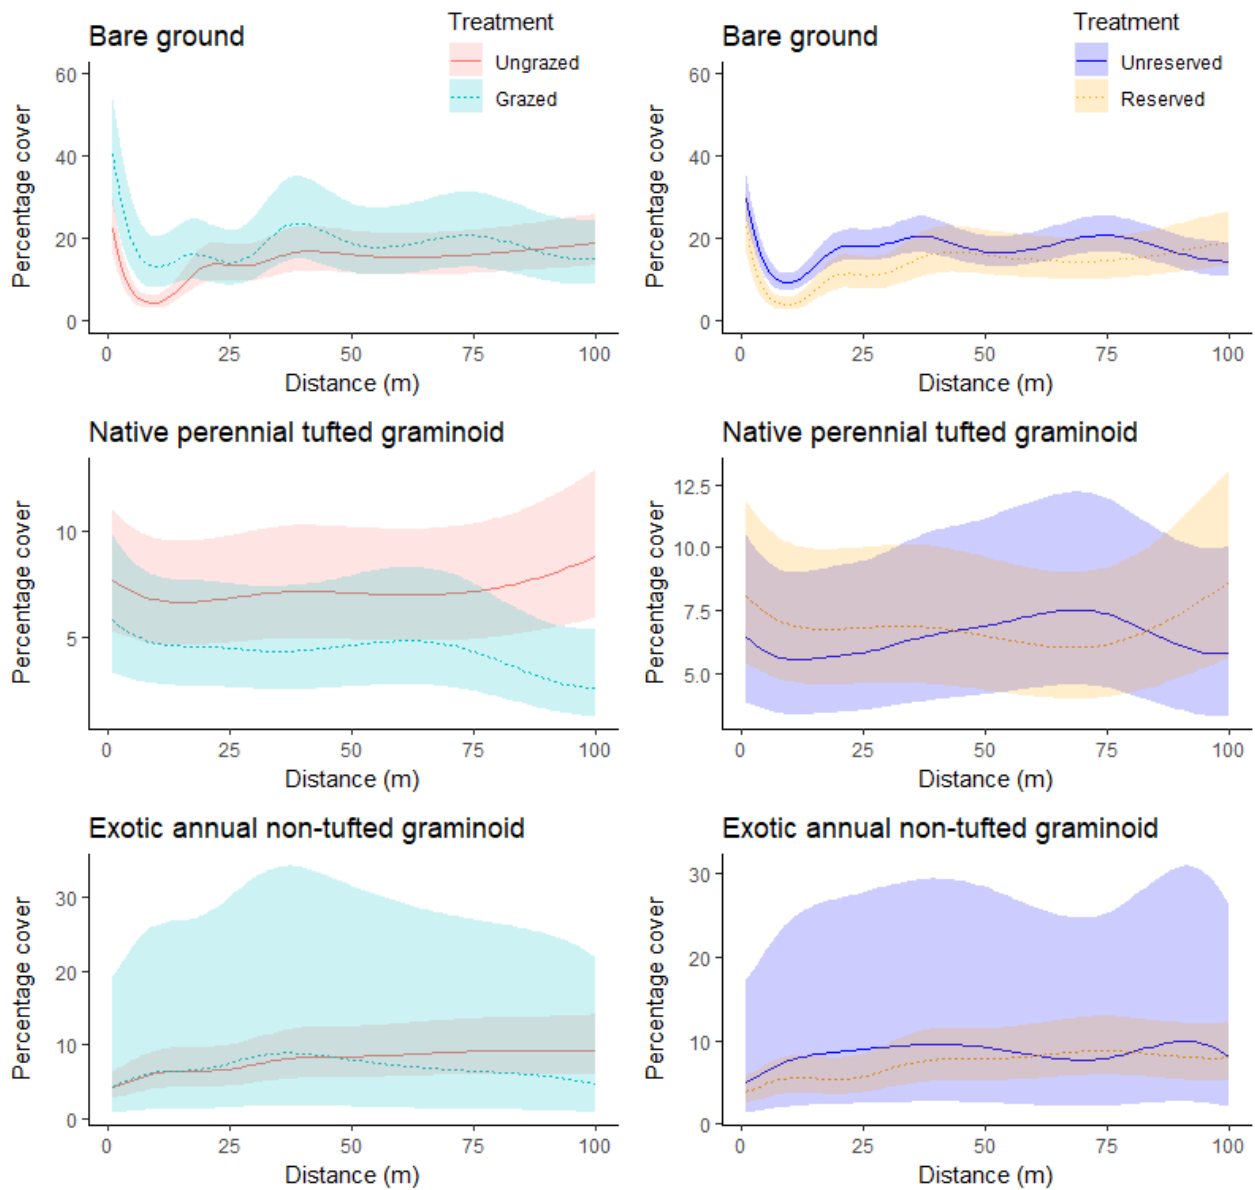 Bare ground
Treatment
Ungrazed
Grazed
Percentage cover
60
40
20
0
0 25 50 75 100
Distance (m)
Bare ground
Treatment
Unreserved
Reserved
Percentage cover
60
40
20
0
0 25 50 75 100
Distance (m)
Native perennial tufted graminoid
Percentage cover
10
5
0 25 50 75 100
Distance (m)
Native perennial tufted graminoid
Percentage cover
12.5
10.0
7.5
5.0
0 25 50 75 100
Distance (m)
Exotic annual non-tufted graminoid
Percentage cover
30
20
10
0
0 25 50 75 100
Distance (m)
Exotic annual non-tufted graminoid
Percentage cover
30
20
10
0
0 25 50 75 100
Distance (m)